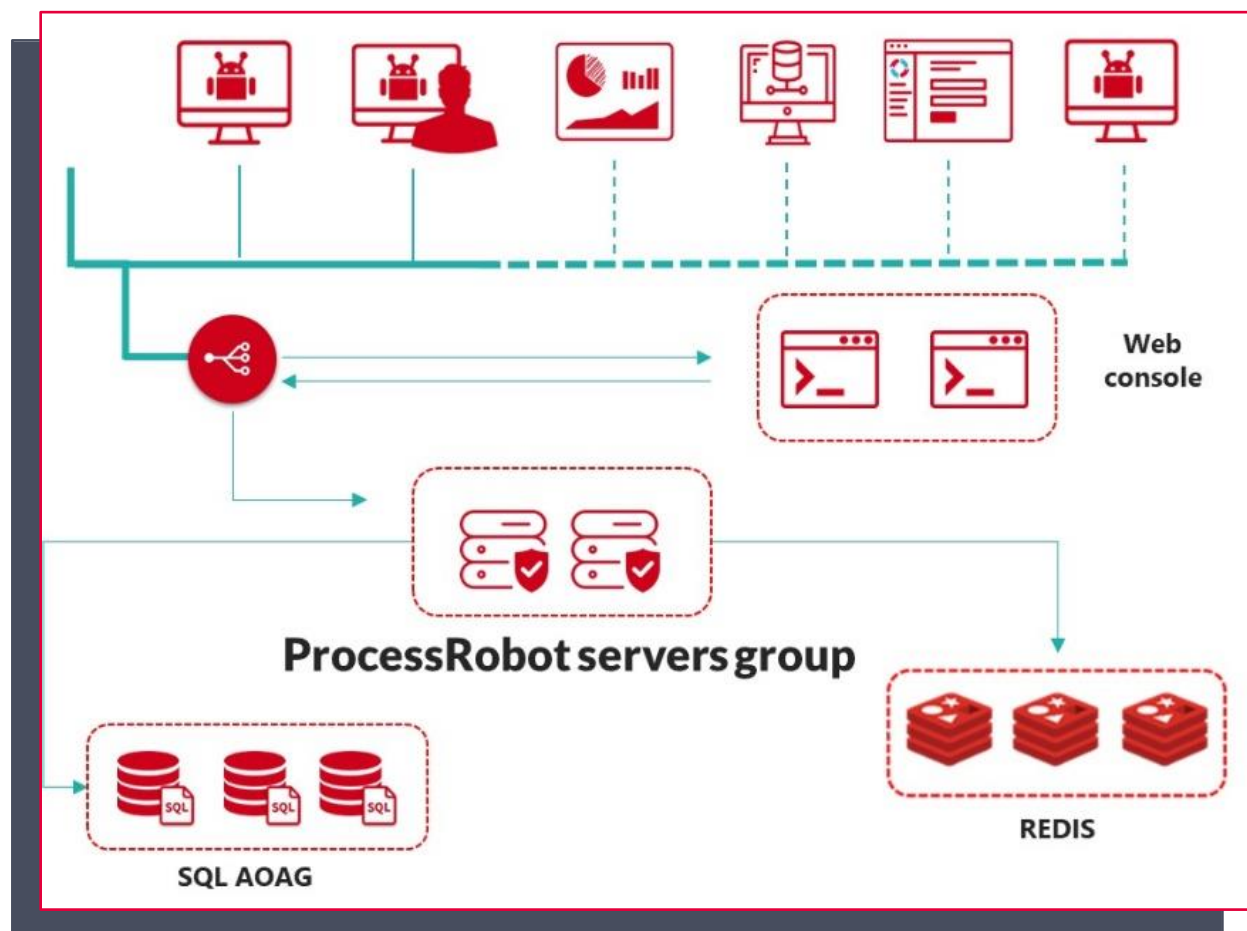 Web
console
ProcessRobot servers group
SQL
SQL
SQL
REDIS
SQL AOAG